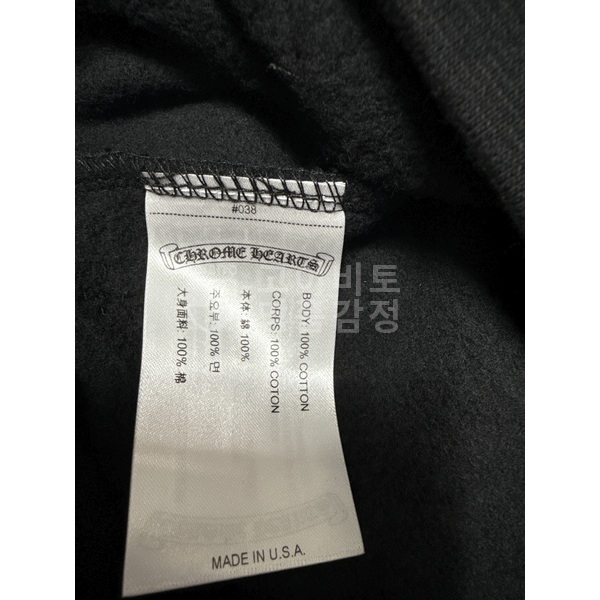 #038
CHROME HEARTS
BODY: 100% COTTON
CORPS: 100% COTON
本体: 綿 100%
주요부: 100% 면
大身面料: 100% 棉
MADE IN U.S.A.
비토
감정